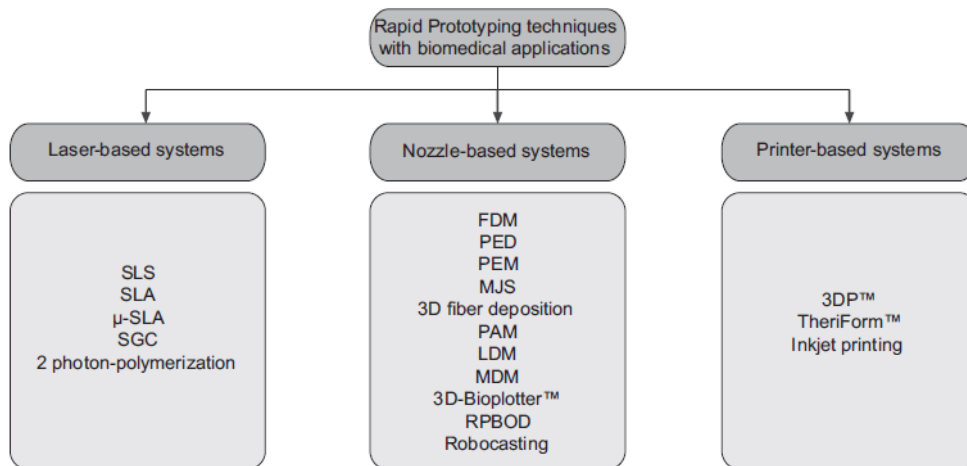 Rapid Prototyping techniques
with biomedical applications
Laser-based systems
Nozzle-based systems
Printer-based systems
SLS
SLA
µ-SLA
SGC
2 photon-polymerization
FDM
PED
PEM
MJS
3D fiber deposition
PAM
LDM
MDM
3D-Bioplotter™
RPBOD
Robocasting
3DP™
TheriForm™
Inkjet printing